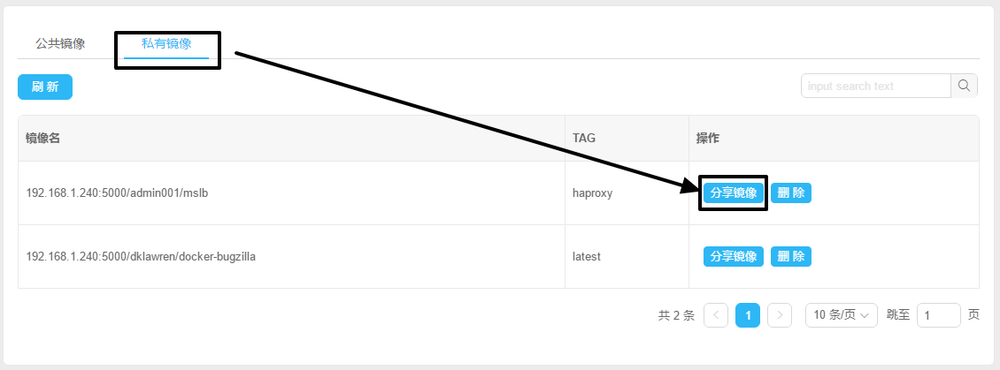 公共镜像 私有镜像
刷 新 input search text
镜像名 TAG 操作
192.168.1.240:5000/admin001/mslb haproxy 分享镜像 删 除
192.168.1.240:5000/dklawren/docker-bugzilla latest 分享镜像 删 除
共 2 条 1 10 条/页 跳至 1 页